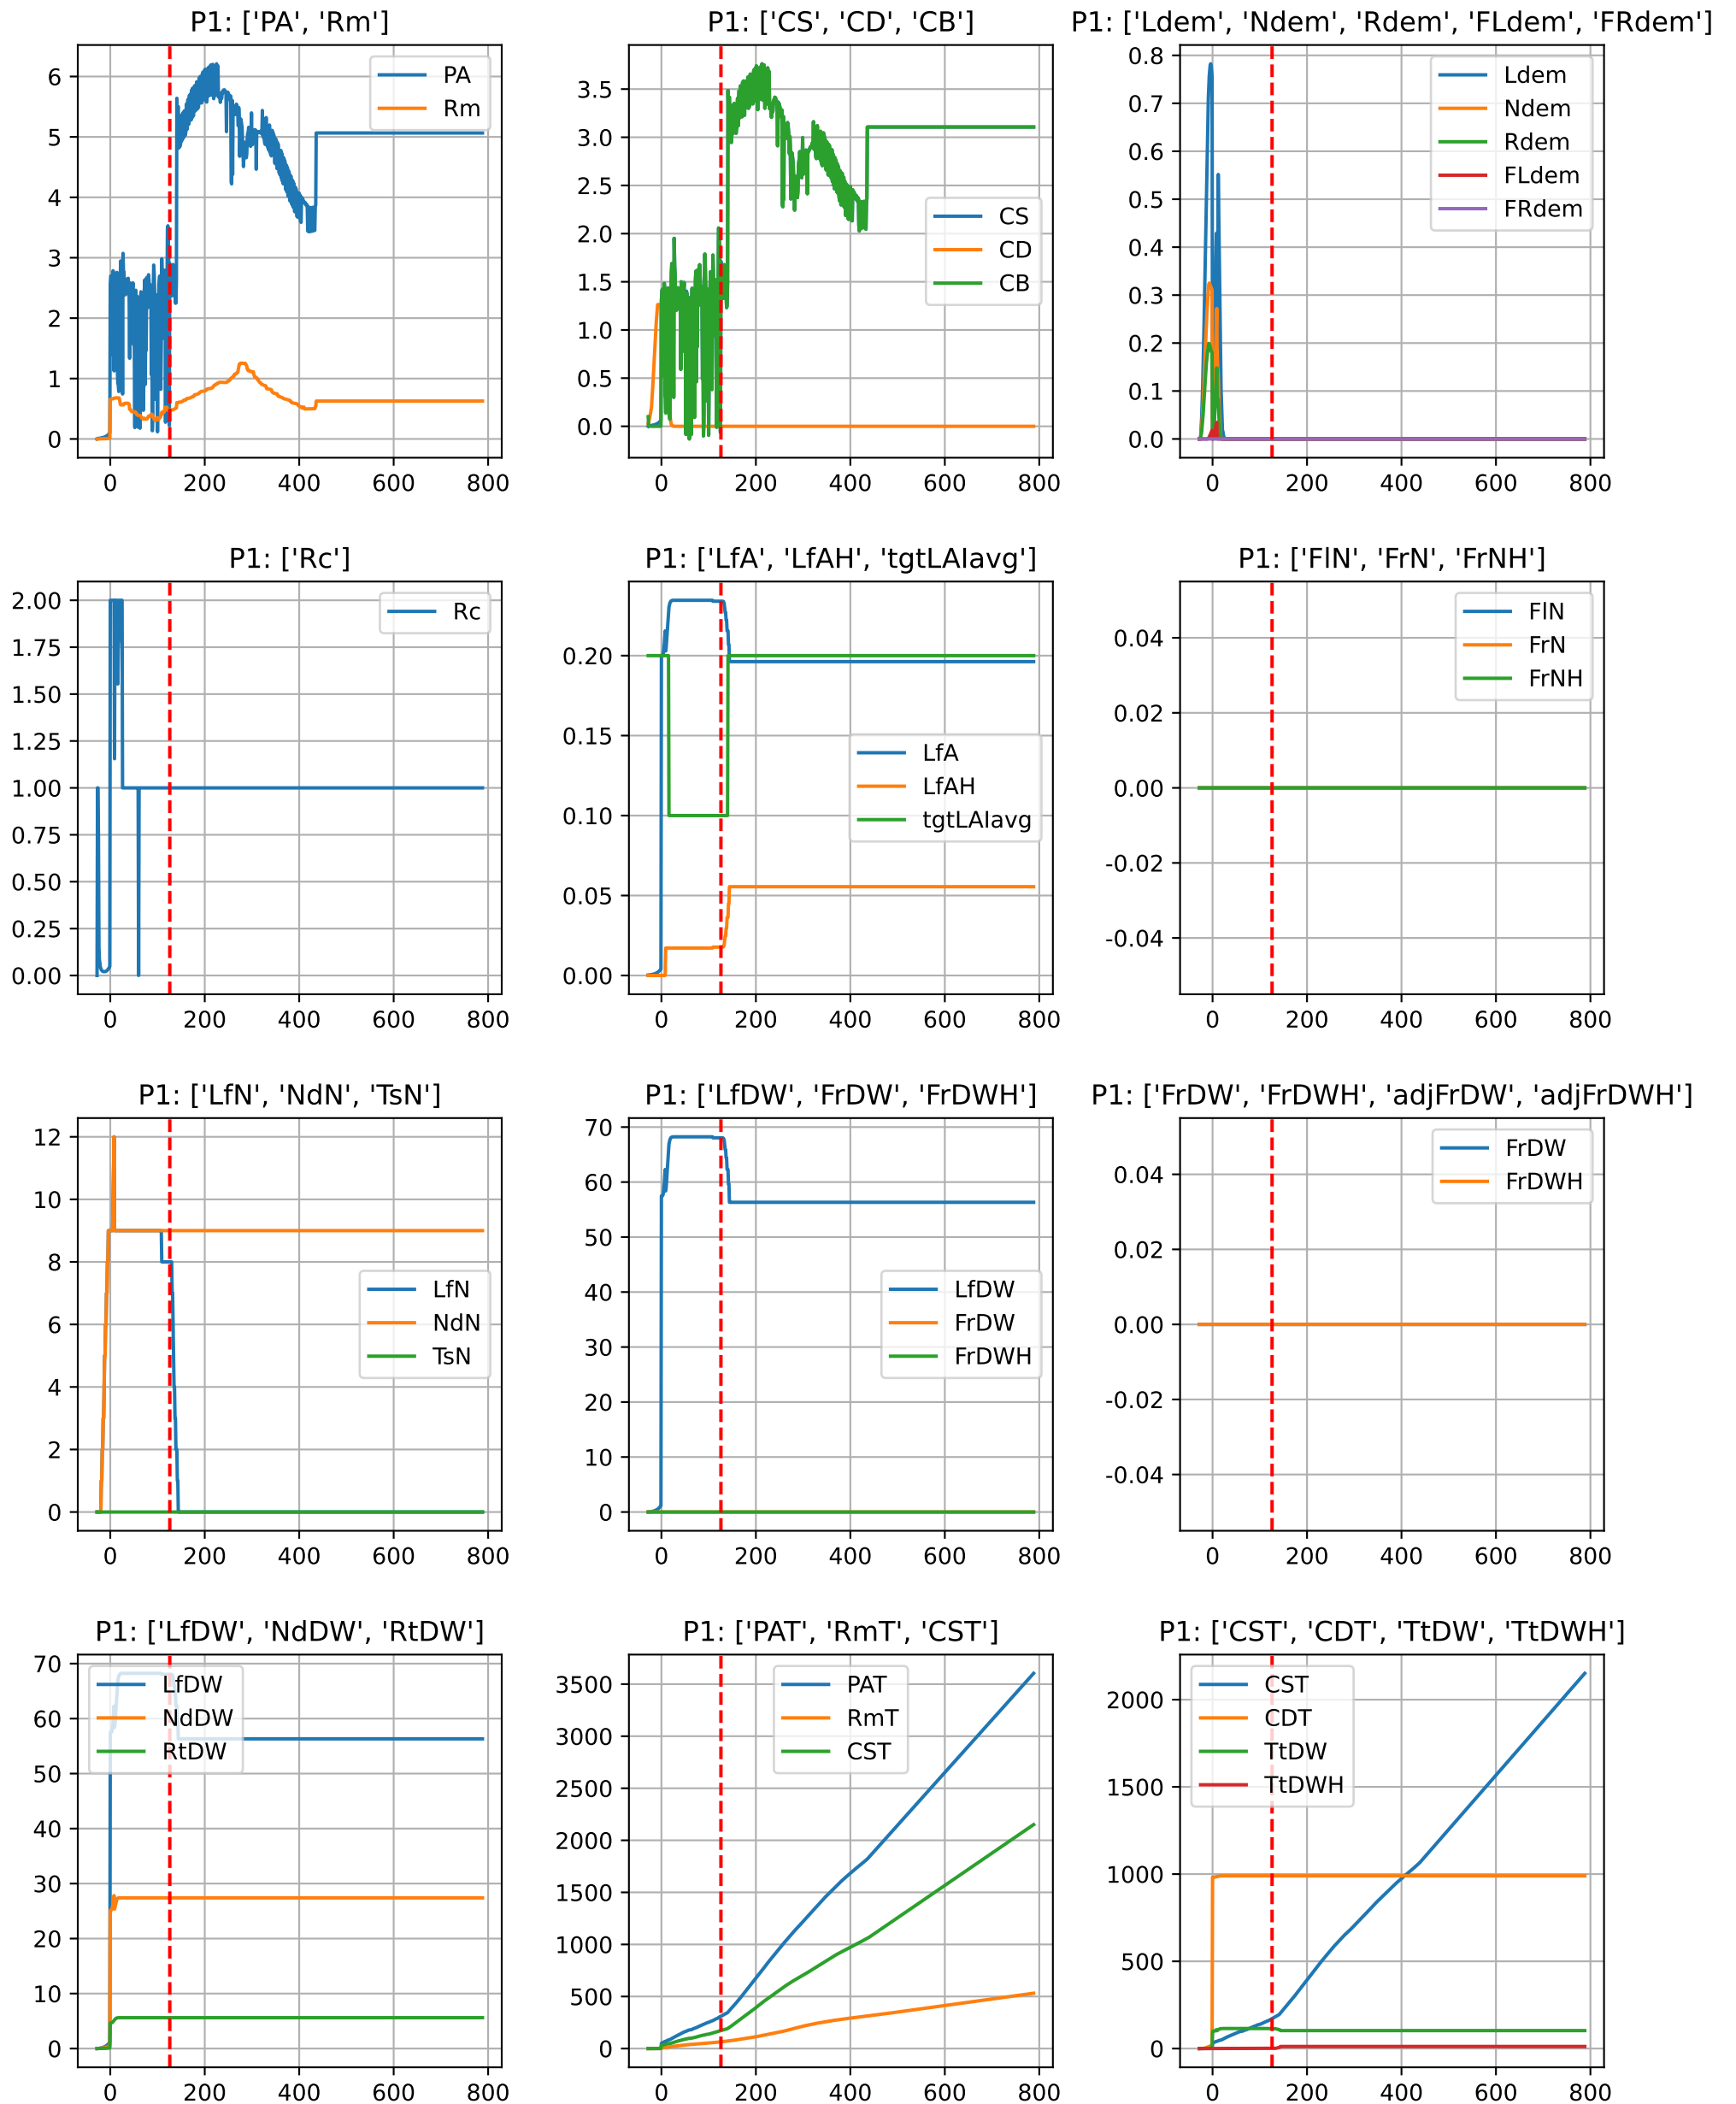 P1: ['PA', 'Rm']
6
5
4
3
2
1
0
0 200 400 600 800
PA
Rm
P1: ['CS', 'CD', 'CB']
3.5
3.0
2.5
2.0
1.5
1.0
0.5
0.0
0 200 400 600 800
CS
CD
CB
P1: ['Ldem', 'Ndem', 'Rdem', 'FLdem', 'FRdem']
0.8
0.7
0.6
0.5
0.4
0.3
0.2
0.1
0.0
0 200 400 600 800
Ldem
Ndem
Rdem
FLdem
FRdem
P1: ['Rc']
2.00
1.75
1.50
1.25
1.00
0.75
0.50
0.25
0.00
0 200 400 600 800
Rc
P1: ['LfA', 'LfAH', 'tgtLAIavg']
0.20
0.15
0.10
0.05
0.00
0 200 400 600 800
LfA
LfAH
tgtLAIavg
P1: ['FlN', 'FrN', 'FrNH']
0.04
0.02
0.00
-0.02
-0.04
0 200 400 600 800
FlN
FrN
FrNH
P1: ['LfN', 'NdN', 'TsN']
12
10
8
6
4
2
0
0 200 400 600 800
LfN
NdN
TsN
P1: ['LfDW', 'FrDW', 'FrDWH']
70
60
50
40
30
20
10
0
0 200 400 600 800
LfDW
FrDW
FrDWH
P1: ['FrDW', 'FrDWH', 'adjFrDW', 'adjFrDWH']
0.04
0.02
0.00
-0.02
-0.04
0 200 400 600 800
FrDW
FrDWH
P1: ['LfDW', 'NdDW', 'RtDW']
70
60
50
40
30
20
10
0
0 200 400 600 800
LfDW
NdDW
RtDW
P1: ['PAT', 'RmT', 'CST']
3500
3000
2500
2000
1500
1000
500
0
0 200 400 600 800
PAT
RmT
CST
P1: ['CST', 'CDT', 'TtDW', 'TtDWH']
2000
1500
1000
500
0
0 200 400 600 800
CST
CDT
TtDW
TtDWH